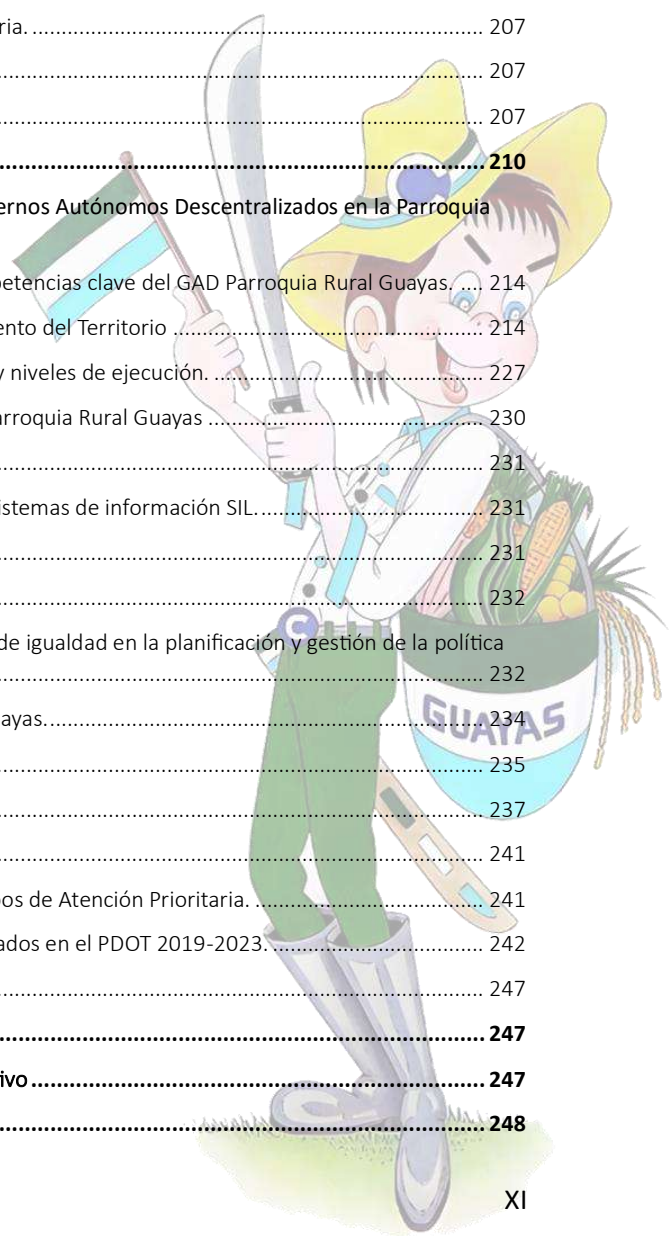 ria. ........................................................................ 207
........................................................................ 207
........................................................................ 207
........................................................................ 210
ernos Autónomos Descentralizados en la Parroquia
petencias clave del GAD Parroquia Rural Guayas. .... 214
ento del Territorio ................................................ 214
y niveles de ejecución. .......................................... 227
arroquia Rural Guayas ........................................... 230
........................................................................ 231
istemas de información SIL. .................................... 231
........................................................................ 231
........................................................................ 232
C
de igualdad en la planificación y gestión de la política
........................................................................ 232
ayas. ..................................................................... 234
GUAYAS
........................................................................ 235
........................................................................ 237
........................................................................ 241
pos de Atención Prioritaria. .................................... 241
ados en el PDOT 2019-2023. .................................. 242
........................................................................ 247
........................................................................ 247
ivo ........................................................................ 247
........................................................................ 248
XI